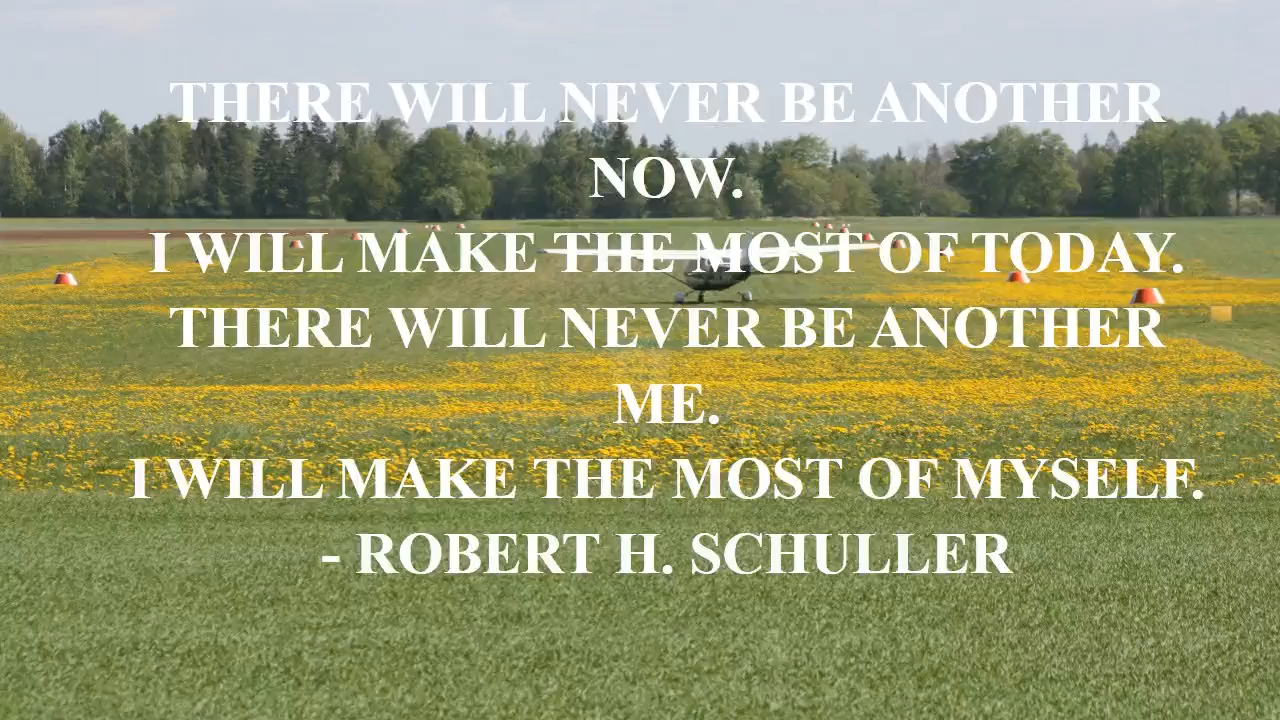 THERE WILL NEVER BE ANOTHER
NOW.
I WILL MAKE THE MOST OF TODAY.
THERE WILL NEVER BE ANOTHER
ME.
I WILL MAKE THE MOST OF MYSELF.
- ROBERT H. SCHULLER